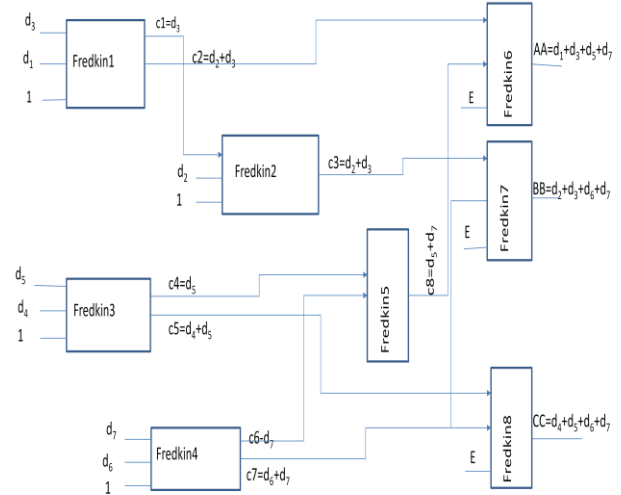 d3
c1=d3
d1
Fredkin1
c2=d2+d3
1
Fredkin6
AA=d1+d3+d5+d7
E
d2
Fredkin2
c3=d2+d3
1
Fredkin7
BB=d2+d3+d6+d7
E
d5
c4=d5
d4
Fredkin3
c5=d4+d5
1
Fredkin5
c8=d5+d7
d7
c6-d7
Fredkin4
d6
c7=d6+d7
1
Fredkin8
CC=d4+d5+d6+d7
E